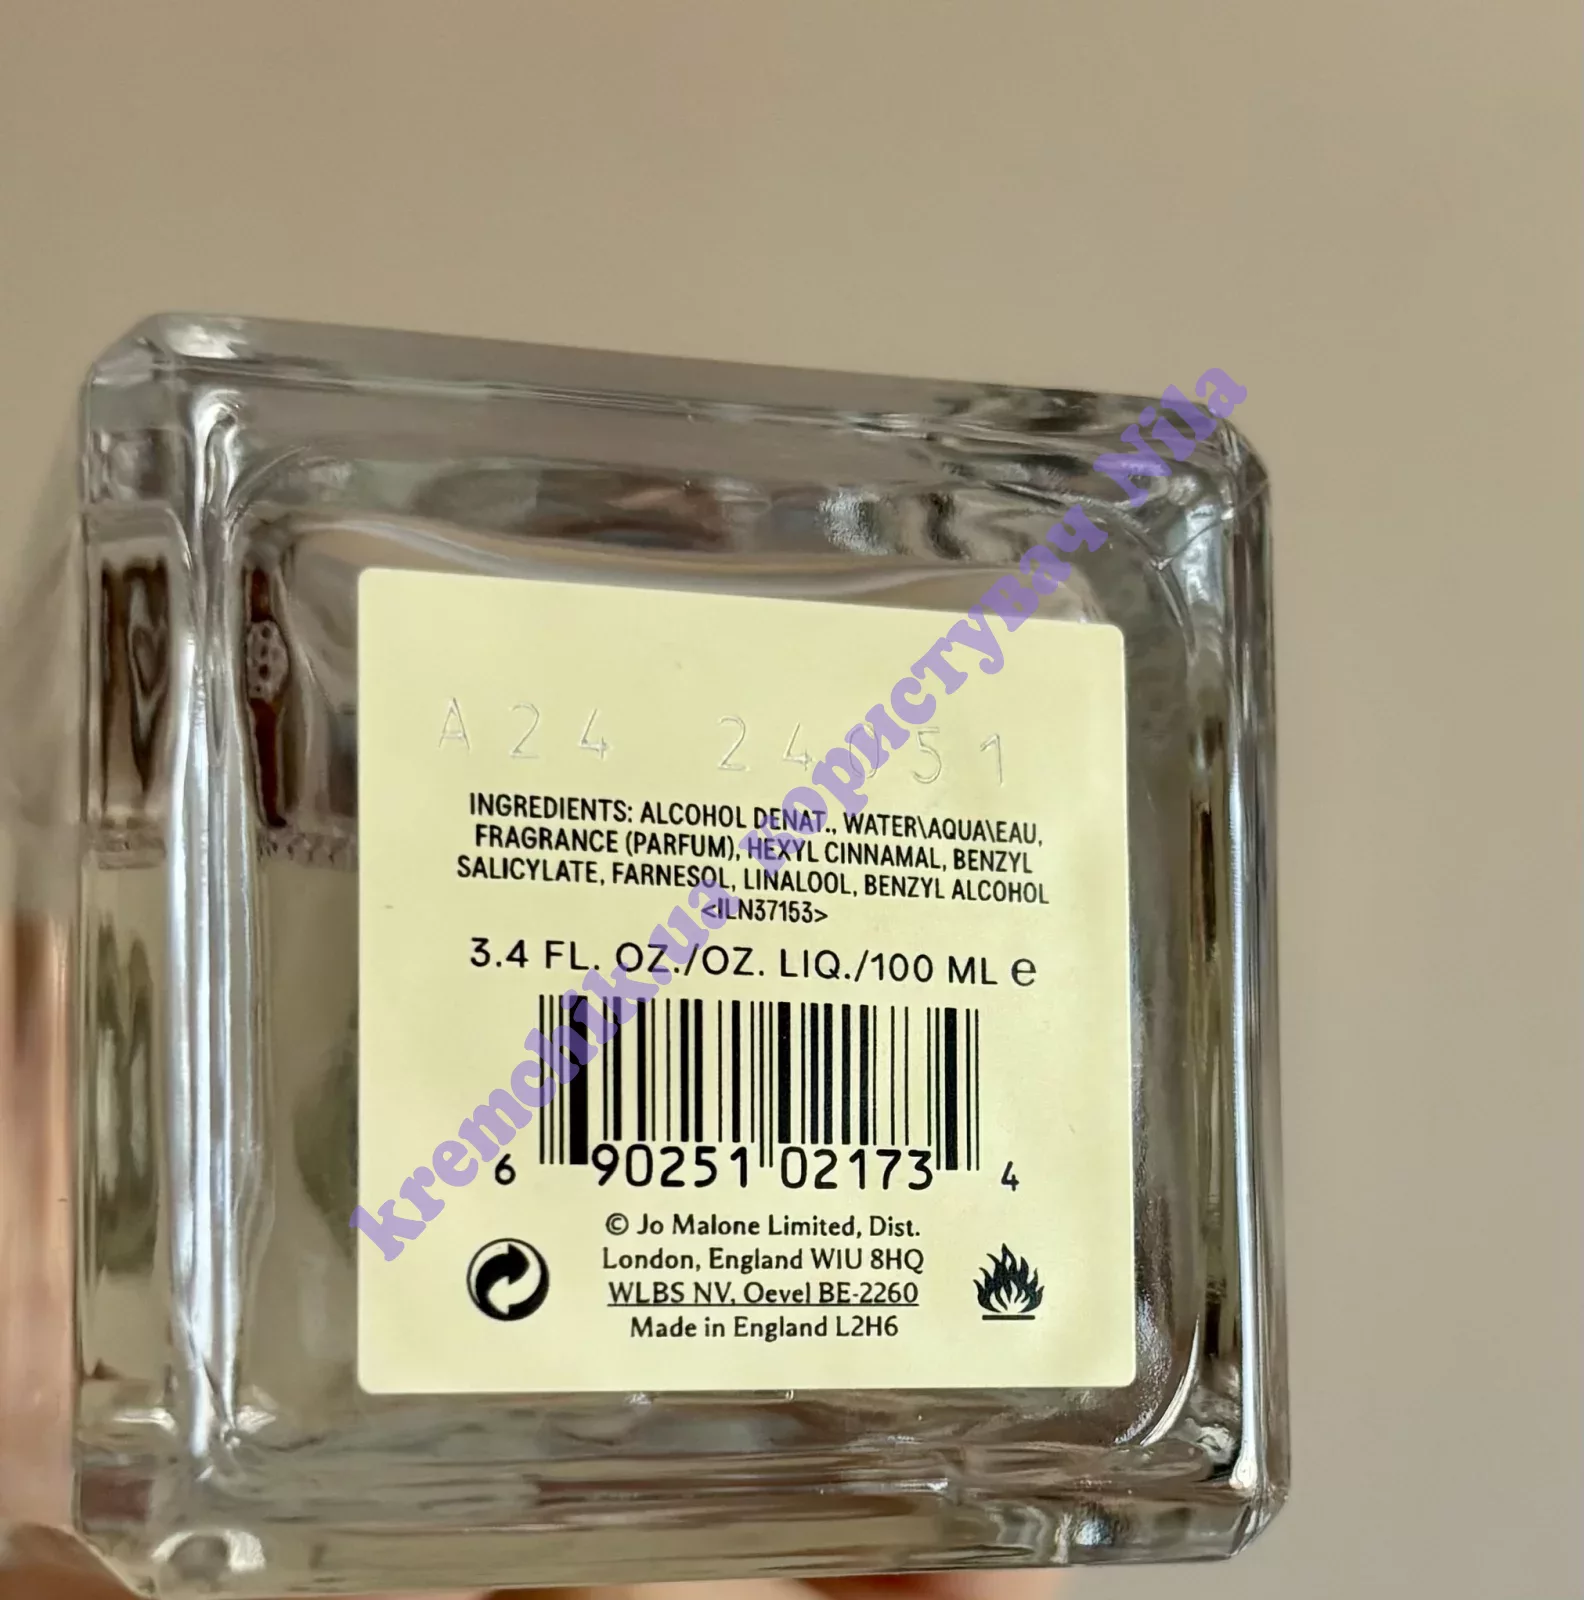 A24 24051
INGREDIENTS: ALCOHOL DENAT., WATER\AQUA\EAU,
FRAGRANCE (PARFUM), HEXYL CINNAMAL, BENZYL
SALICYLATE, FARNESOL, LINALOOL, BENZYL ALCOHOL
<ILN37153>
3.4 FL. OZ./OZ. LIQ./100 ML e
6 90251 02173 4
© Jo Malone Limited, Dist.
London, England W1U 8HQ
WLBS NV, Oevel BE-2260
Made in England L2H6
kremchik.ua користувач Nila